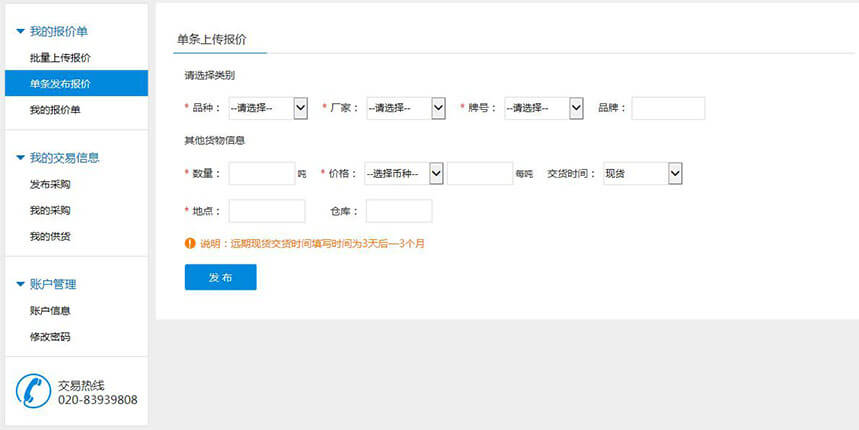 我的报价单
批量上传报价
单条发布报价
我的报价单
我的交易信息
发布采购
我的采购
我的供货
账户管理
账户信息
修改密码
交易热线
020-83939808
单条上传报价
请选择类别
* 品种： --请选择-- * 厂家： --请选择-- * 牌号： --请选择-- 品牌：
其他货物信息
* 数量： 吨 * 价格： --选择币种-- 每吨 交货时间： 现货
* 地点： 仓库：
说明：远期现货交货时间填写时间为3天后—3个月
发 布